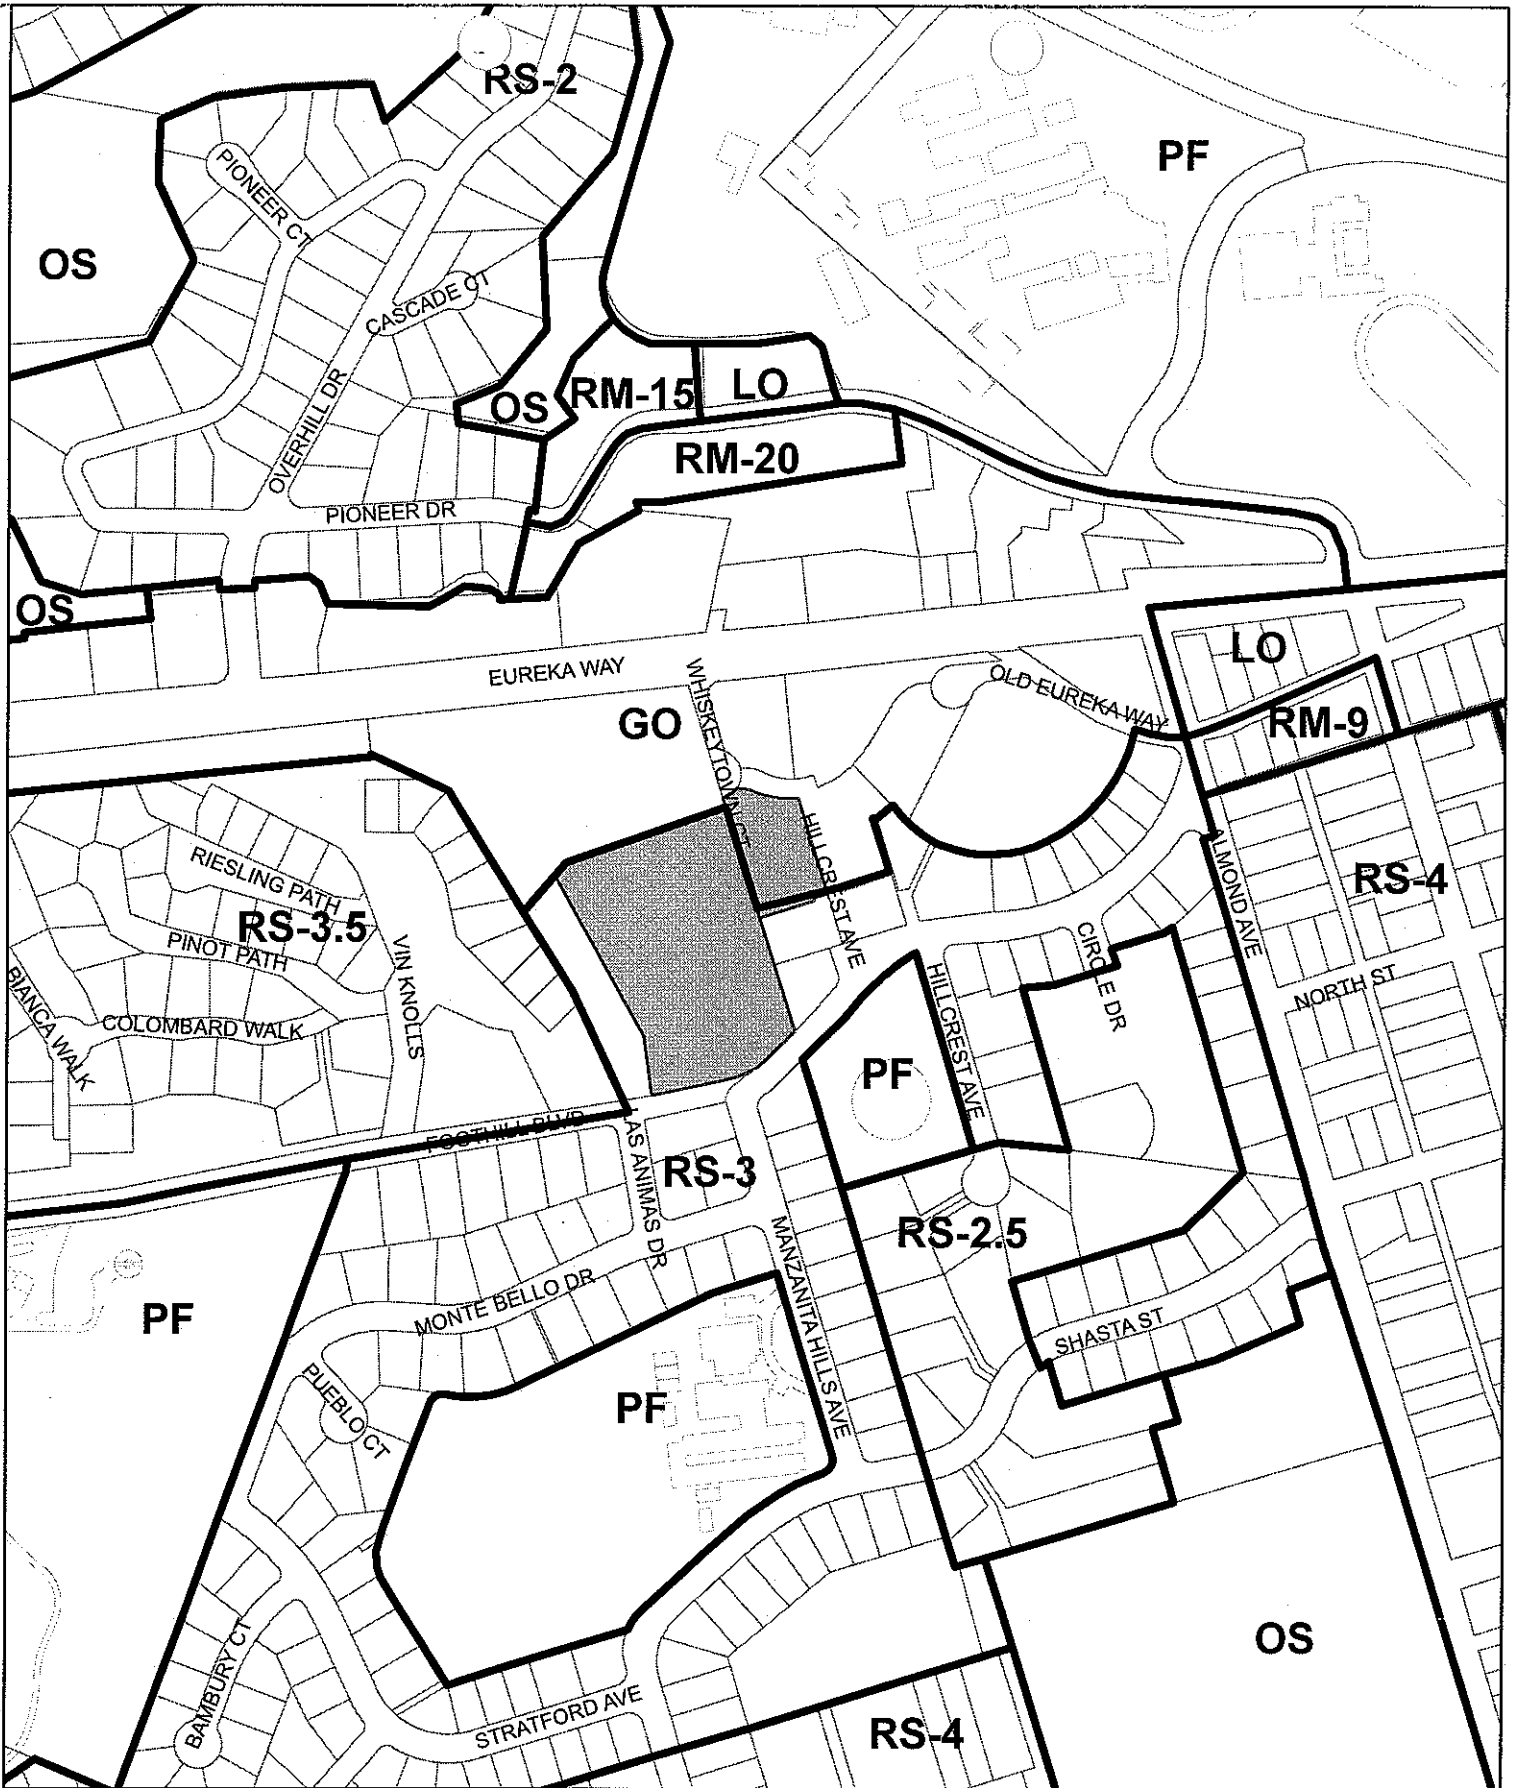 RS-2
PF
PIONEER CT
OS
CASCADE CT
OVERHILL DR
OS
RM-15
LO
RM-20
PIONEER DR
OS
EUREKA WAY
WHISKEYTOWN CT
GO
OLD EUREKA WAY
LO
RM-9
HILLCREST AVE
RIESLING PATH
RS-3.5
PINOT PATH
VIN KNOLLS
BIANCA WALK
COLOMBARD WALK
ALMOND AVE
RS-4
CIRCLE DR
NORTH ST
HILLCREST AVE
PF
FOOTHILL BLVD
LAS ANIMAS DR
RS-3
RS-2.5
MANZANITA HILLS AVE
MONTE BELLO DR
SHASTA ST
PF
PUEBLO CT
PF
BAMBURY CT
STRATFORD AVE
OS
RS-4